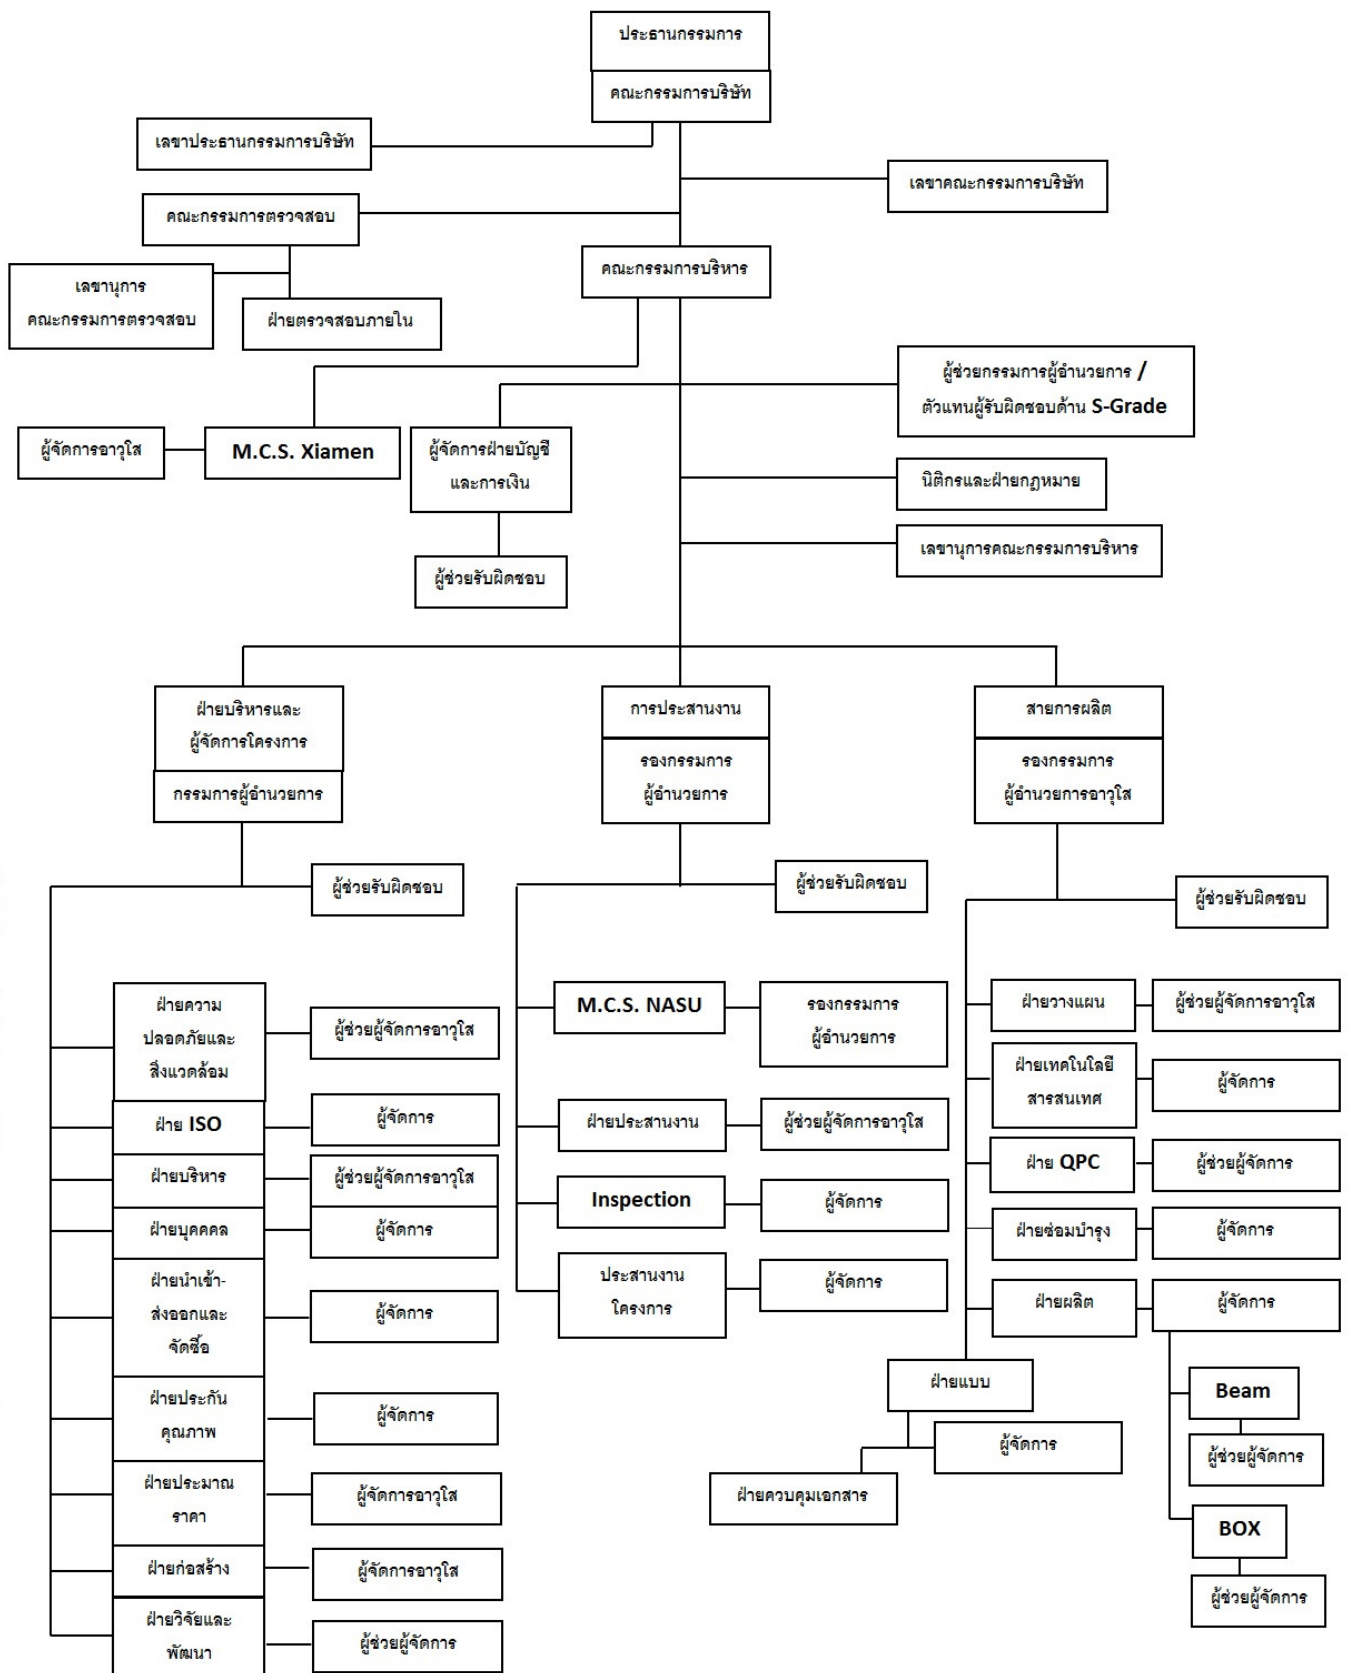 ประธานกรรมการ
คณะกรรมการบริษัท
เลขาประธานกรรมการบริษัท
เลขาคณะกรรมการบริษัท
คณะกรรมการตรวจสอบ
คณะกรรมการบริหาร
เลขานุการ
คณะกรรมการตรวจสอบ
ฝ่ายตรวจสอบภายใน
ผู้ช่วยกรรมการผู้อำนวยการ /
ตัวแทนผู้รับผิดชอบด้าน S-Grade
ผู้จัดการอาวุโส
M.C.S. Xiamen
ผู้จัดการฝ่ายบัญชี
และการเงิน
นิติกรและฝ่ายกฎหมาย
เลขานุการคณะกรรมการบริหาร
ผู้ช่วยรับผิดชอบ
ฝ่ายบริหารและ
ผู้จัดการโครงการ
กรรมการผู้อำนวยการ
การประสานงาน
รองกรรมการ
ผู้อำนวยการ
สายการผลิต
รองกรรมการ
ผู้อำนวยการอาวุโส
ผู้ช่วยรับผิดชอบ
ผู้ช่วยรับผิดชอบ
ผู้ช่วยรับผิดชอบ
ฝ่ายความ
ปลอดภัยและ
สิ่งแวดล้อม
ผู้ช่วยผู้จัดการอาวุโส
ฝ่าย ISO
ผู้จัดการ
ฝ่ายบริหาร
ผู้ช่วยผู้จัดการอาวุโส
ฝ่ายบุคคคล
ผู้จัดการ
ฝ่ายนำเข้า-
ส่งออกและ
จัดซื้อ
ผู้จัดการ
ฝ่ายประกัน
คุณภาพ
ผู้จัดการ
ฝ่ายประมาณ
ราคา
ผู้จัดการอาวุโส
ฝ่ายก่อสร้าง
ผู้จัดการอาวุโส
ฝ่ายวิจัยและ
พัฒนา
ผู้ช่วยผู้จัดการ
M.C.S. NASU
รองกรรมการ
ผู้อำนวยการ
ฝ่ายประสานงาน
ผู้ช่วยผู้จัดการอาวุโส
Inspection
ผู้จัดการ
ประสานงาน
โครงการ
ผู้จัดการ
ฝ่ายวางแผน
ผู้ช่วยผู้จัดการอาวุโส
ฝ่ายเทคโนโลยี
สารสนเทศ
ผู้จัดการ
ฝ่าย QPC
ผู้ช่วยผู้จัดการ
ฝ่ายซ่อมบำรุง
ผู้จัดการ
ฝ่ายผลิต
ผู้จัดการ
ฝ่ายแบบ
ผู้จัดการ
ฝ่ายควบคุมเอกสาร
Beam
ผู้ช่วยผู้จัดการ
BOX
ผู้ช่วยผู้จัดการ